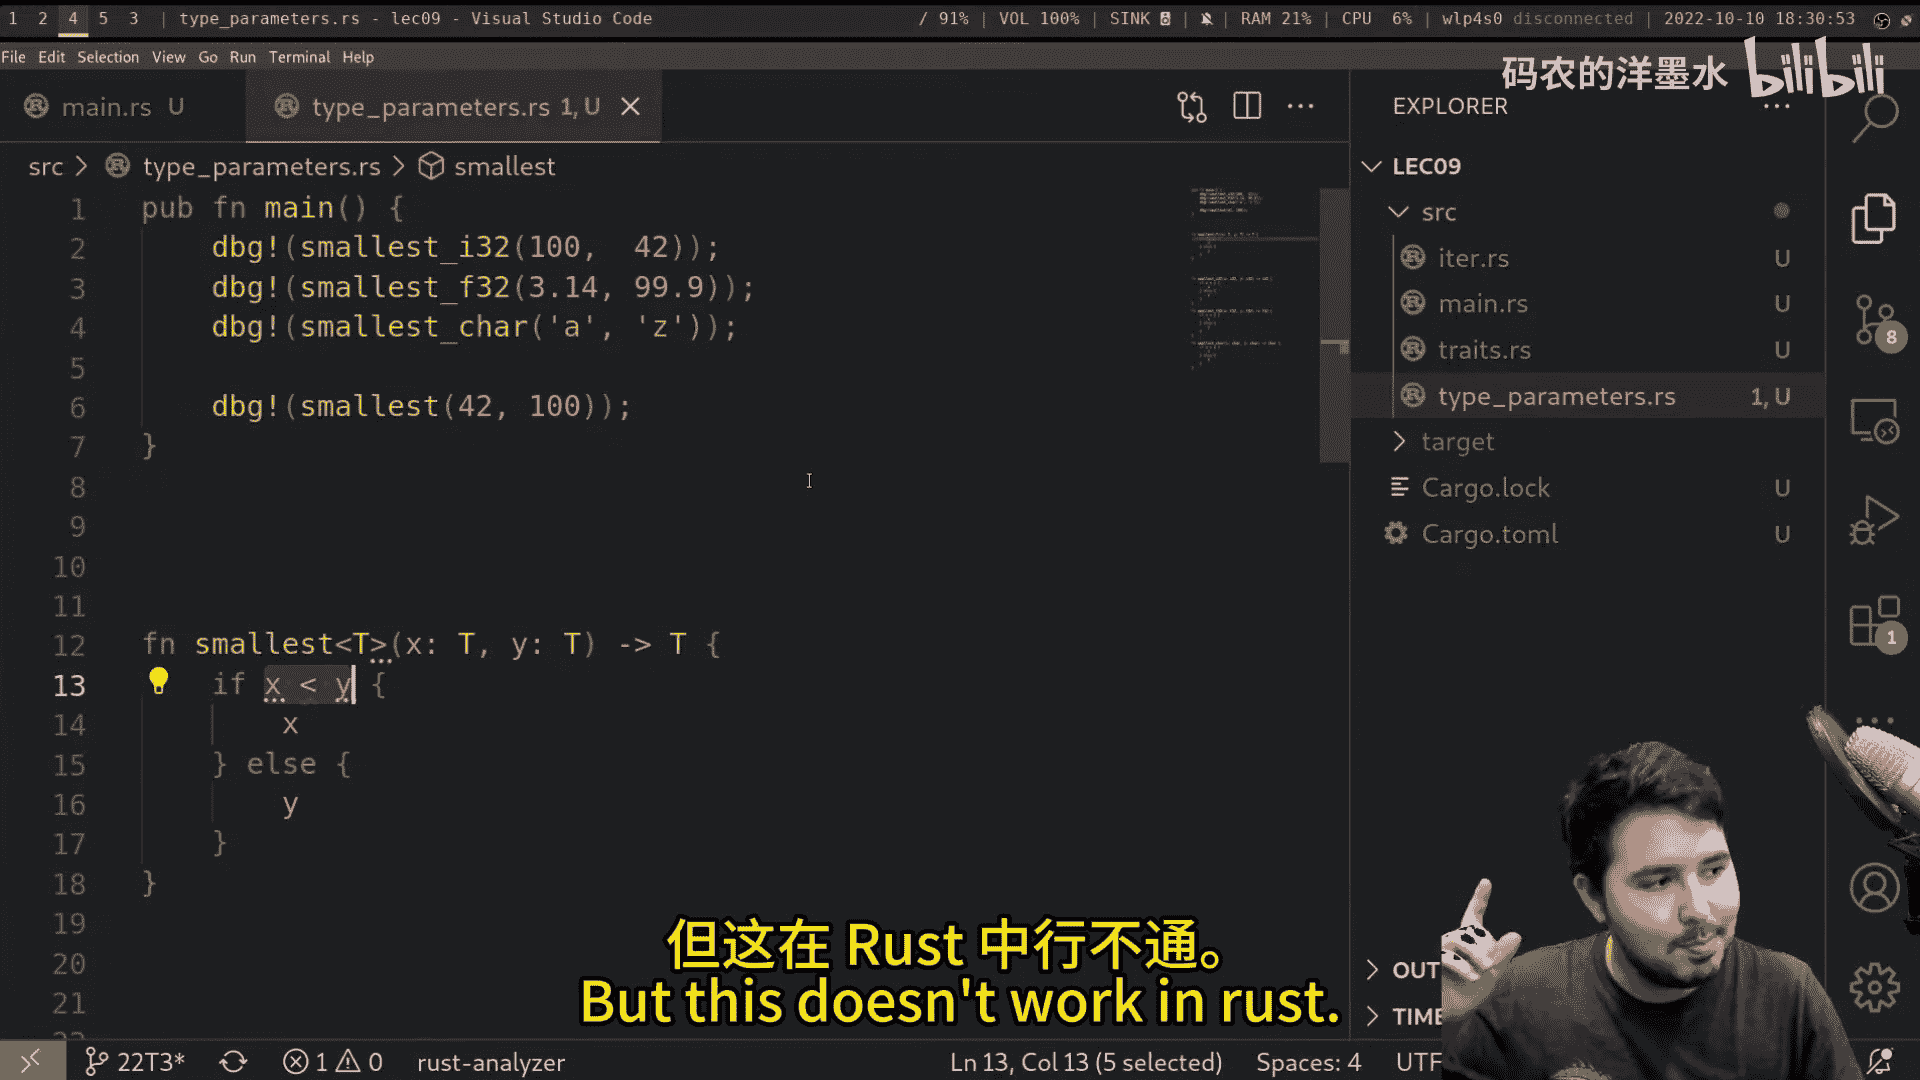 1 2 4 5 3 | type_parameters.rs - lec09 - Visual Studio Code
/ 91% | VOL 100% | SINK | | RAM 21% | CPU 6% | wlp4s0 disconnected | 2022-10-10 18:30:53
File Edit Selection View Go Run Terminal Help
码农的洋墨水 bilibili
main.rs U
type_parameters.rs 1, U
EXPLORER
src > type_parameters.rs > smallest
LEC09
src
iter.rs U
main.rs U
traits.rs U
type_parameters.rs 1, U
target
Cargo.lock U
Cargo.toml U
8
1
1 pub fn main() {
2 dbg!(smallest_i32(100,  42));
3 dbg!(smallest_f32(3.14, 99.9));
4 dbg!(smallest_char('a', 'z'));
5
6 dbg!(smallest(42, 100));
7 }
8
9
10
11
12 fn smallest<T>(x: T, y: T) -> T {
13 if x < y {
14 x
15 } else {
16 y
17 }
18 }
19
20
21
但这在 Rust 中行不通。
But this doesn't work in rust.
OUT
TIME
22T3* 1 0 rust-analyzer
Ln 13, Col 13 (5 selected) Spaces: 4 UTF